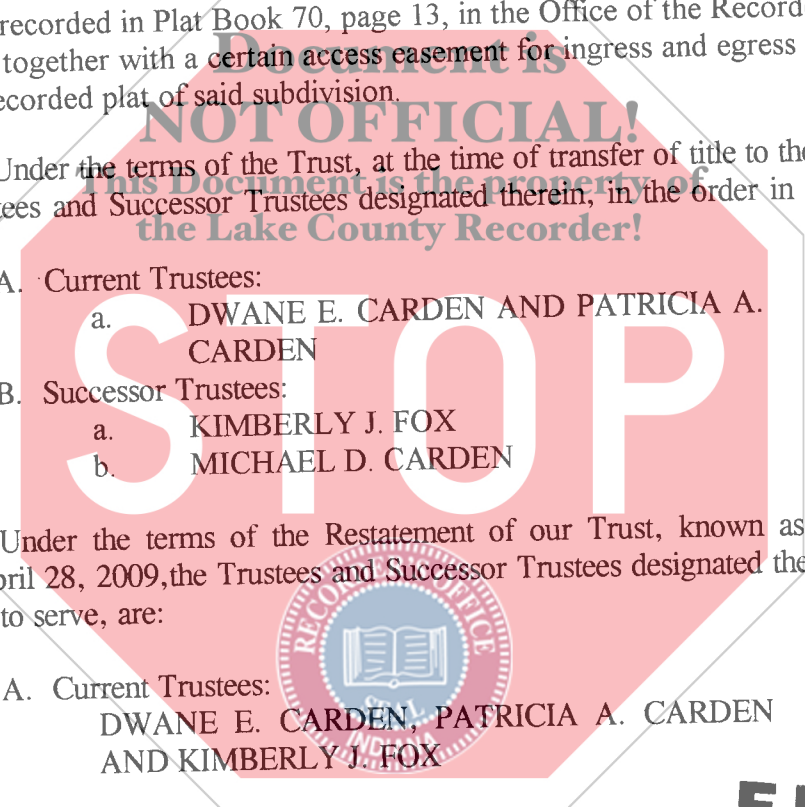 recorded in Plat Book 70, page 13, in the Office of the Record
together with a certain access easement for ingress and egress
Document is
ecorded plat of said subdivision.
NOT OFFICIAL!
Under the terms of the Trust, at the time of transfer of title to the
This Document is the property of
tees and Successor Trustees designated therein, in the order in
the Lake County Recorder!
A. Current Trustees:
a. DWANE E. CARDEN AND PATRICIA A.
CARDEN
STOP
B. Successor Trustees:
a. KIMBERLY J. FOX
b. MICHAEL D. CARDEN
Under the terms of the Restatement of our Trust, known as
pril 28, 2009,the Trustees and Successor Trustees designated the
to serve, are:
RECORDER'S OFFICE
SEAL
INDIANA
A. Current Trustees:
DWANE E. CARDEN, PATRICIA A. CARDEN
AND KIMBERLY J. FOX